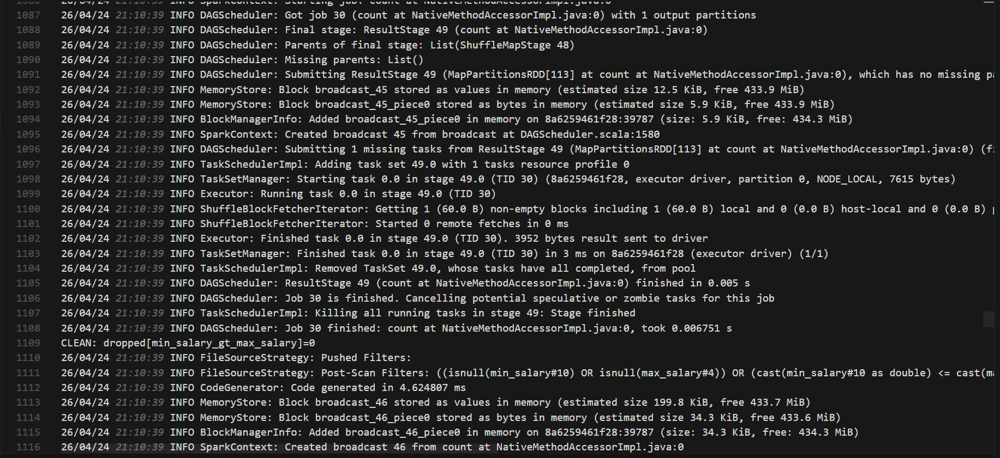 1086 26/04/24 21:10:39 INFO SparkContext: Starting job: count at NativeMethodAccessorImpl.java:0
1087 26/04/24 21:10:39 INFO DAGScheduler: Got job 30 (count at NativeMethodAccessorImpl.java:0) with 1 output partitions
1088 26/04/24 21:10:39 INFO DAGScheduler: Final stage: ResultStage 49 (count at NativeMethodAccessorImpl.java:0)
1089 26/04/24 21:10:39 INFO DAGScheduler: Parents of final stage: List(ShuffleMapStage 48)
1090 26/04/24 21:10:39 INFO DAGScheduler: Missing parents: List()
1091 26/04/24 21:10:39 INFO DAGScheduler: Submitting ResultStage 49 (MapPartitionsRDD[113] at count at NativeMethodAccessorImpl.java:0), which has no missing pa
1092 26/04/24 21:10:39 INFO MemoryStore: Block broadcast_45 stored as values in memory (estimated size 12.5 KiB, free 433.9 MiB)
1093 26/04/24 21:10:39 INFO MemoryStore: Block broadcast_45_piece0 stored as bytes in memory (estimated size 5.9 KiB, free 433.9 MiB)
1094 26/04/24 21:10:39 INFO BlockManagerInfo: Added broadcast_45_piece0 in memory on 8a6259461f28:39787 (size: 5.9 KiB, free: 434.3 MiB)
1095 26/04/24 21:10:39 INFO SparkContext: Created broadcast 45 from broadcast at DAGScheduler.scala:1580
1096 26/04/24 21:10:39 INFO DAGScheduler: Submitting 1 missing tasks from ResultStage 49 (MapPartitionsRDD[113] at count at NativeMethodAccessorImpl.java:0) (fi
1097 26/04/24 21:10:39 INFO TaskSchedulerImpl: Adding task set 49.0 with 1 tasks resource profile 0
1098 26/04/24 21:10:39 INFO TaskSetManager: Starting task 0.0 in stage 49.0 (TID 30) (8a6259461f28, executor driver, partition 0, NODE_LOCAL, 7615 bytes)
1099 26/04/24 21:10:39 INFO Executor: Running task 0.0 in stage 49.0 (TID 30)
1100 26/04/24 21:10:39 INFO ShuffleBlockFetcherIterator: Getting 1 (60.0 B) non-empty blocks including 1 (60.0 B) local and 0 (0.0 B) host-local and 0 (0.0 B) p
1101 26/04/24 21:10:39 INFO ShuffleBlockFetcherIterator: Started 0 remote fetches in 0 ms
1102 26/04/24 21:10:39 INFO Executor: Finished task 0.0 in stage 49.0 (TID 30). 3952 bytes result sent to driver
1103 26/04/24 21:10:39 INFO TaskSetManager: Finished task 0.0 in stage 49.0 (TID 30) in 3 ms on 8a6259461f28 (executor driver) (1/1)
1104 26/04/24 21:10:39 INFO TaskSchedulerImpl: Removed TaskSet 49.0, whose tasks have all completed, from pool
1105 26/04/24 21:10:39 INFO DAGScheduler: ResultStage 49 (count at NativeMethodAccessorImpl.java:0) finished in 0.005 s
1106 26/04/24 21:10:39 INFO DAGScheduler: Job 30 is finished. Cancelling potential speculative or zombie tasks for this job
1107 26/04/24 21:10:39 INFO TaskSchedulerImpl: Killing all running tasks in stage 49: Stage finished
1108 26/04/24 21:10:39 INFO DAGScheduler: Job 30 finished: count at NativeMethodAccessorImpl.java:0, took 0.006751 s
1109 CLEAN: dropped[min_salary_gt_max_salary]=0
1110 26/04/24 21:10:39 INFO FileSourceStrategy: Pushed Filters:
1111 26/04/24 21:10:39 INFO FileSourceStrategy: Post-Scan Filters: ((isnull(min_salary#10) OR isnull(max_salary#4)) OR (cast(min_salary#10 as double) <= cast(ma
1112 26/04/24 21:10:39 INFO CodeGenerator: Code generated in 4.624807 ms
1113 26/04/24 21:10:39 INFO MemoryStore: Block broadcast_46 stored as values in memory (estimated size 199.8 KiB, free 433.7 MiB)
1114 26/04/24 21:10:39 INFO MemoryStore: Block broadcast_46_piece0 stored as bytes in memory (estimated size 34.3 KiB, free 433.6 MiB)
1115 26/04/24 21:10:39 INFO BlockManagerInfo: Added broadcast_46_piece0 in memory on 8a6259461f28:39787 (size: 34.3 KiB, free: 434.3 MiB)
1116 26/04/24 21:10:39 INFO SparkContext: Created broadcast 46 from count at NativeMethodAccessorImpl.java:0